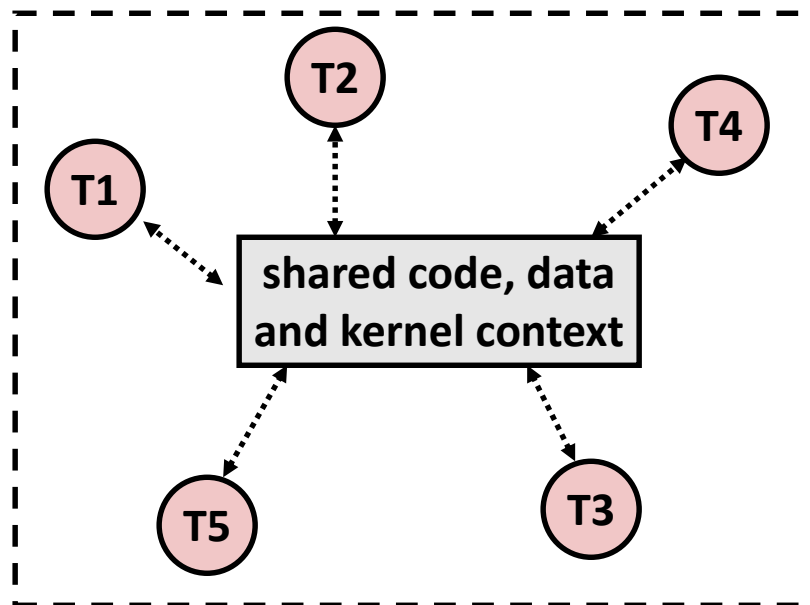 T2
T4
T1
shared code, data
and kernel context
T5
T3